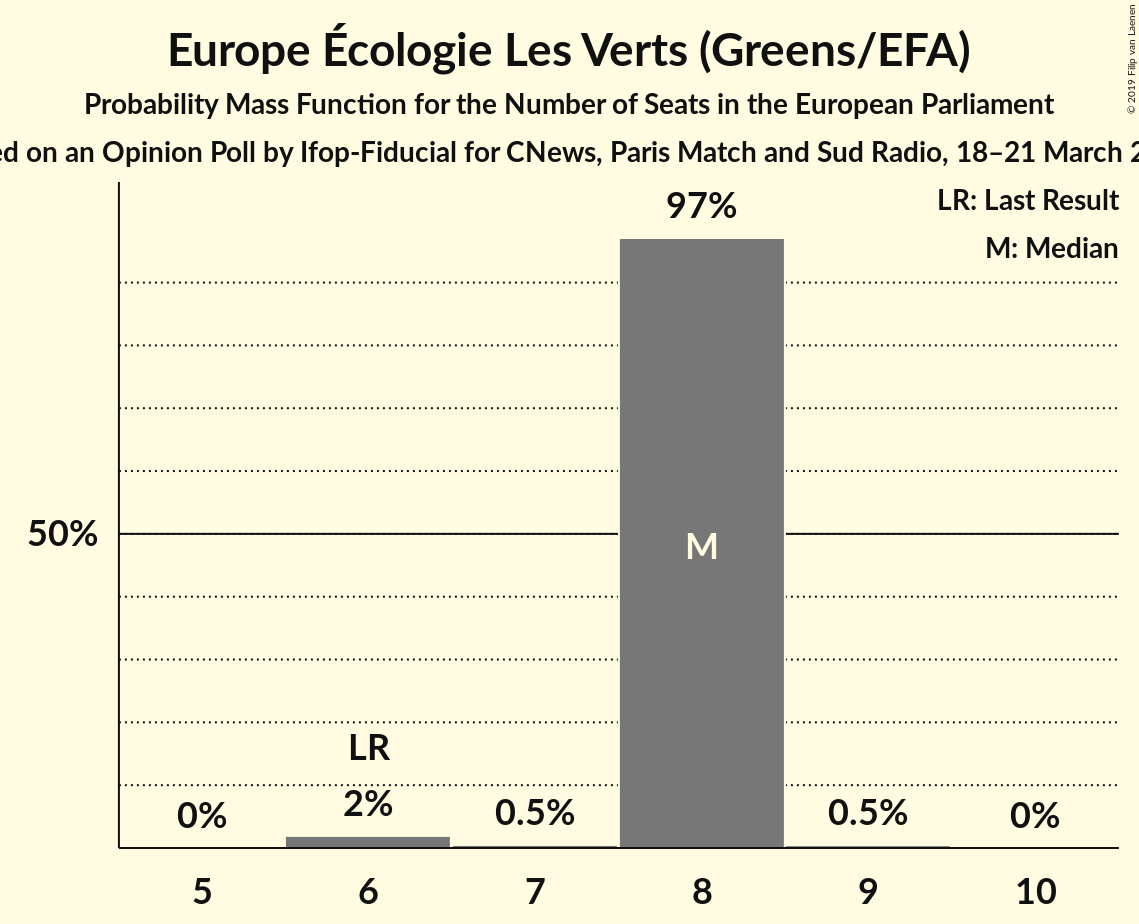 Europe Écologie Les Verts (Greens/EFA)
Probability Mass Function for the Number of Seats in the European Parliament
on an Opinion Poll by Ifop-Fiducial for CNews, Paris Match and Sud Radio, 18–21 March
© 2019 Filip van Laenen
LR: Last Result
M: Median
97%
50%
M
LR
0% 2% 0.5% 0.5% 0%
5 6 7 8 9 10